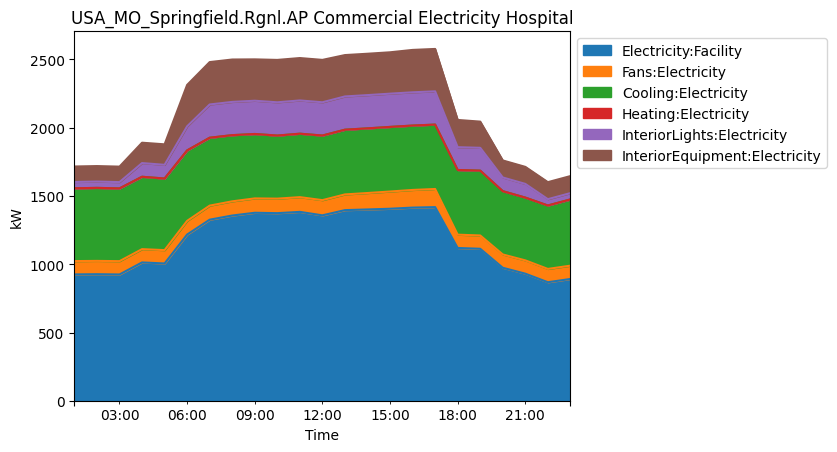 USA_MO_Springfield.Rgnl.AP Commercial Electricity Hospital
2500
2000
1500
1000
500
0
kW
03:00 06:00 09:00 12:00 15:00 18:00 21:00
Time
Electricity:Facility
Fans:Electricity
Cooling:Electricity
Heating:Electricity
InteriorLights:Electricity
InteriorEquipment:Electricity